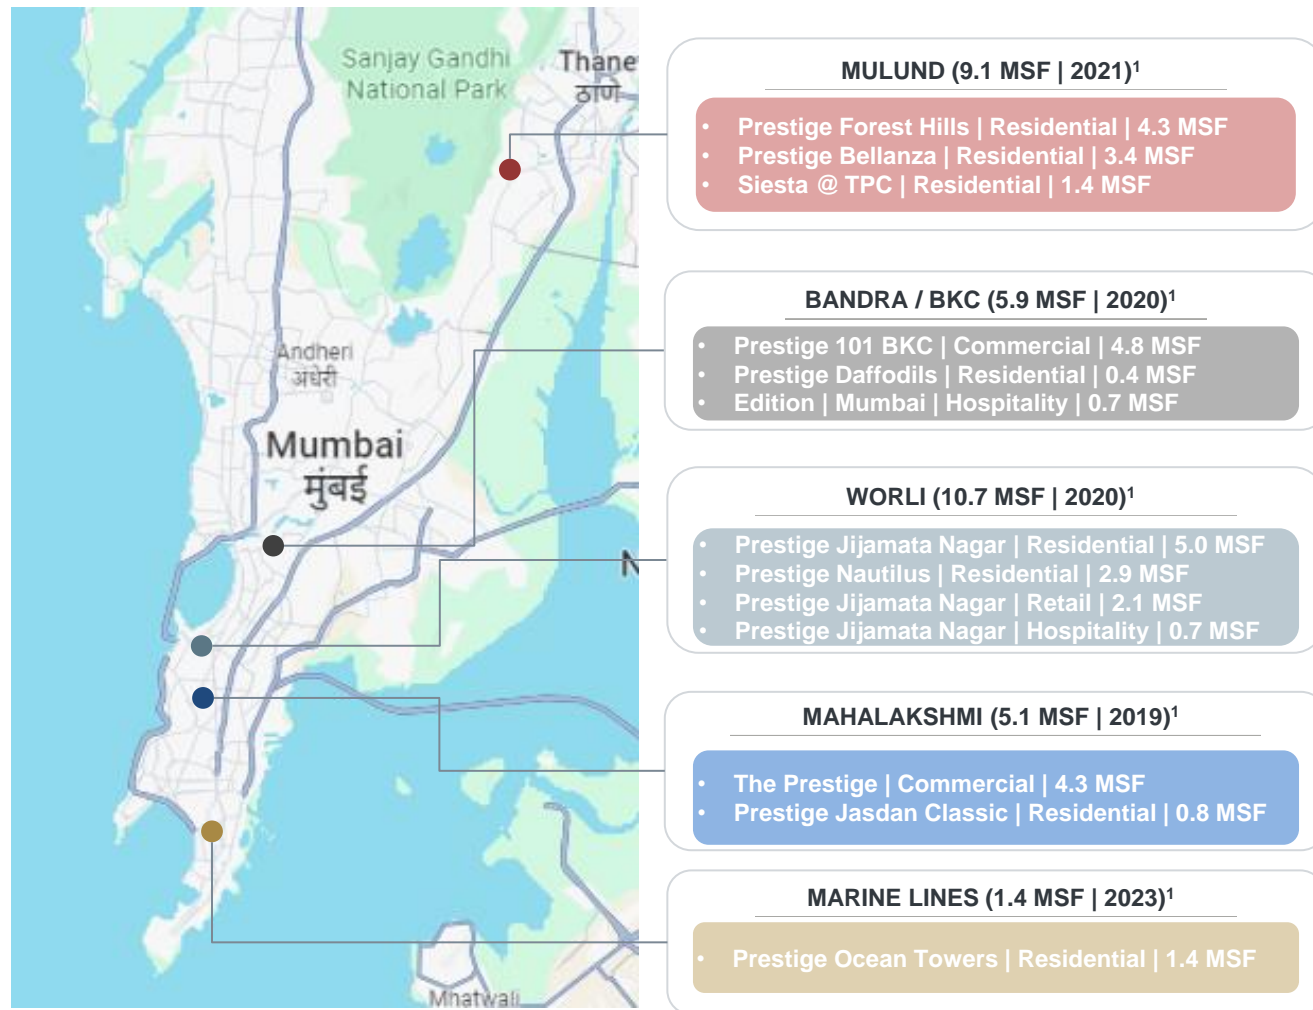 Sanjay Gandhi
National Park
Thane
ठाणे
Andheri
अंधेरी
Mumbai
मुंबई
N
Mhatwali
MULUND (9.1 MSF | 2021)¹
• Prestige Forest Hills | Residential | 4.3 MSF
• Prestige Bellanza | Residential | 3.4 MSF
• Siesta @ TPC | Residential | 1.4 MSF
BANDRA / BKC (5.9 MSF | 2020)¹
• Prestige 101 BKC | Commercial | 4.8 MSF
• Prestige Daffodils | Residential | 0.4 MSF
• Edition | Mumbai | Hospitality | 0.7 MSF
WORLI (10.7 MSF | 2020)¹
• Prestige Jijamata Nagar | Residential | 5.0 MSF
• Prestige Nautilus | Residential | 2.9 MSF
• Prestige Jijamata Nagar | Retail | 2.1 MSF
• Prestige Jijamata Nagar | Hospitality | 0.7 MSF
MAHALAKSHMI (5.1 MSF | 2019)¹
• The Prestige | Commercial | 4.3 MSF
• Prestige Jasdan Classic | Residential | 0.8 MSF
MARINE LINES (1.4 MSF | 2023)¹
• Prestige Ocean Towers | Residential | 1.4 MSF